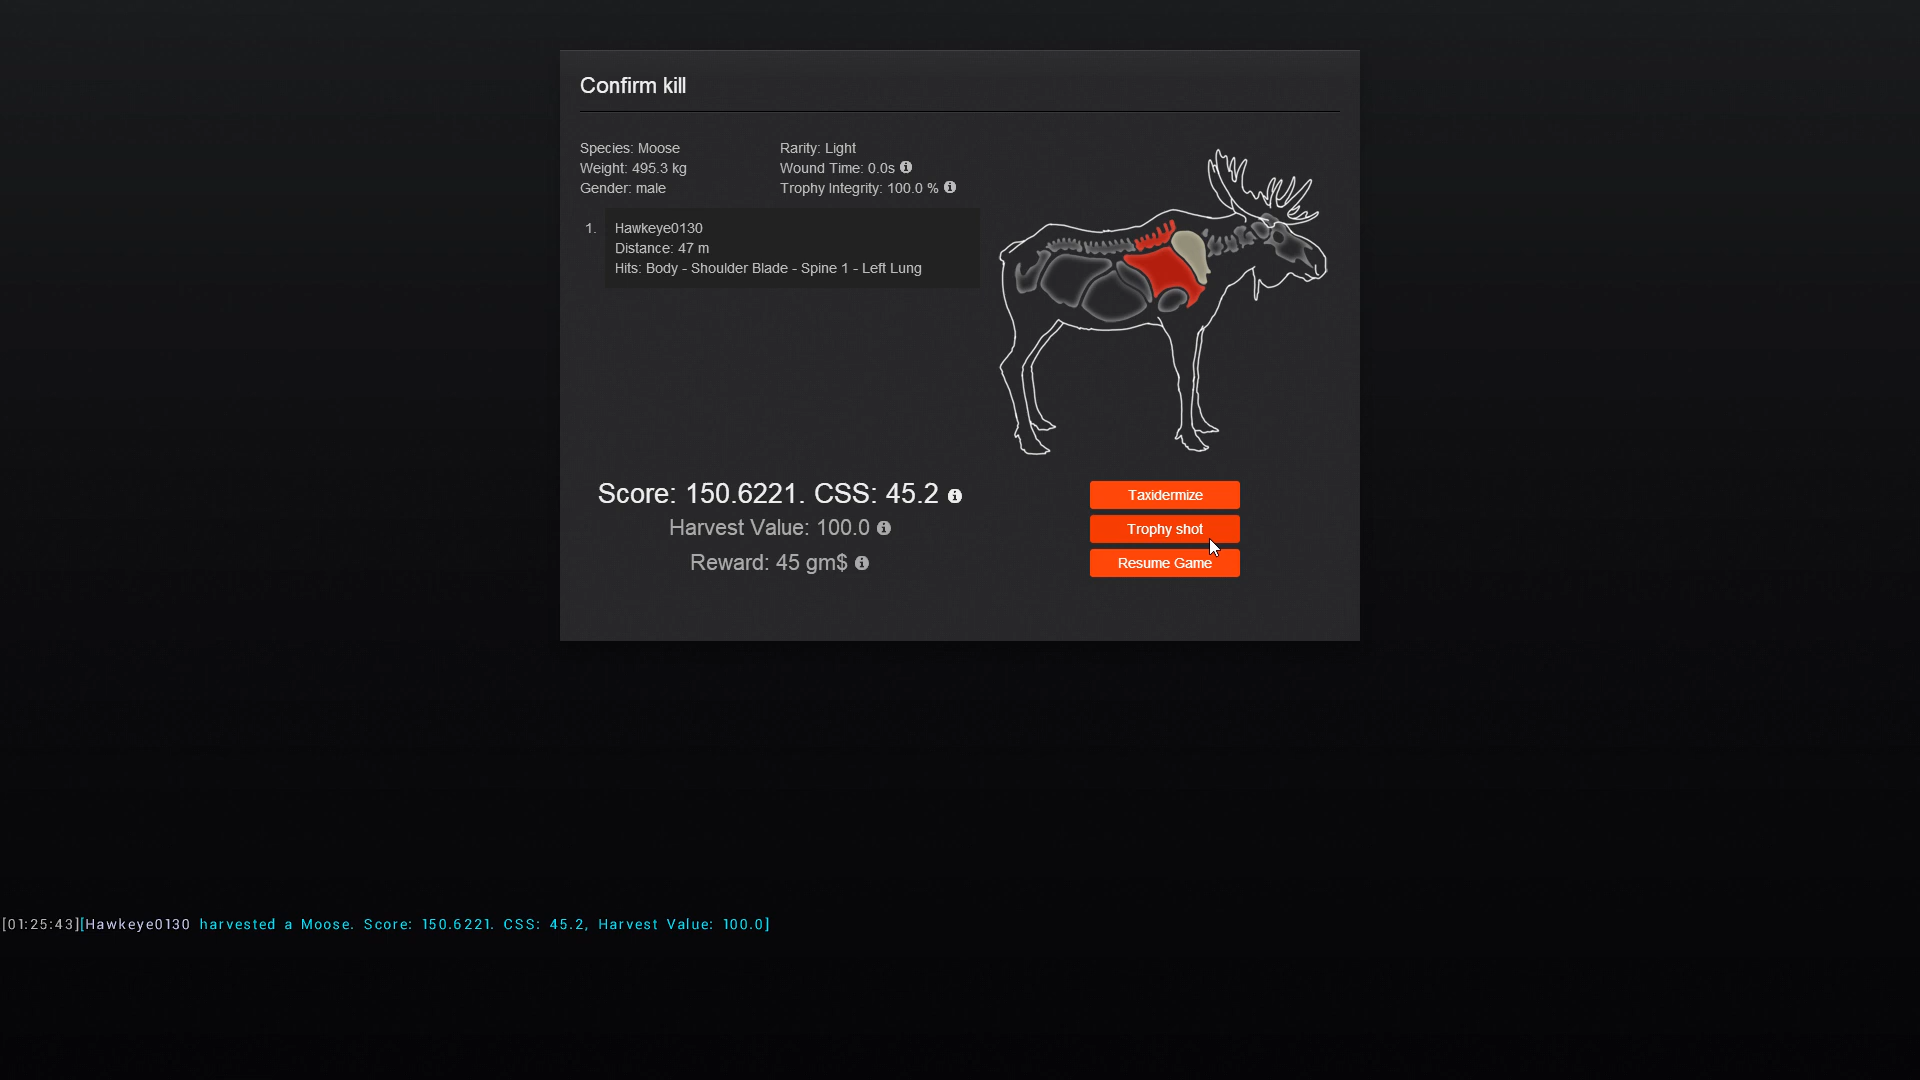 Confirm kill
Species: Moose
Weight: 495.3 kg
Gender: male
Rarity: Light
Wound Time: 0.0s
Trophy Integrity: 100.0 %
1.
Hawkeye0130
Distance: 47 m
Hits: Body - Shoulder Blade - Spine 1 - Left Lung
Score: 150.6221. CSS: 45.2
Harvest Value: 100.0
Reward: 45 gm$
Taxidermize
Trophy shot
Resume Game
[01:25:43][Hawkeye0130 harvested a Moose. Score: 150.6221. CSS: 45.2, Harvest Value: 100.0]